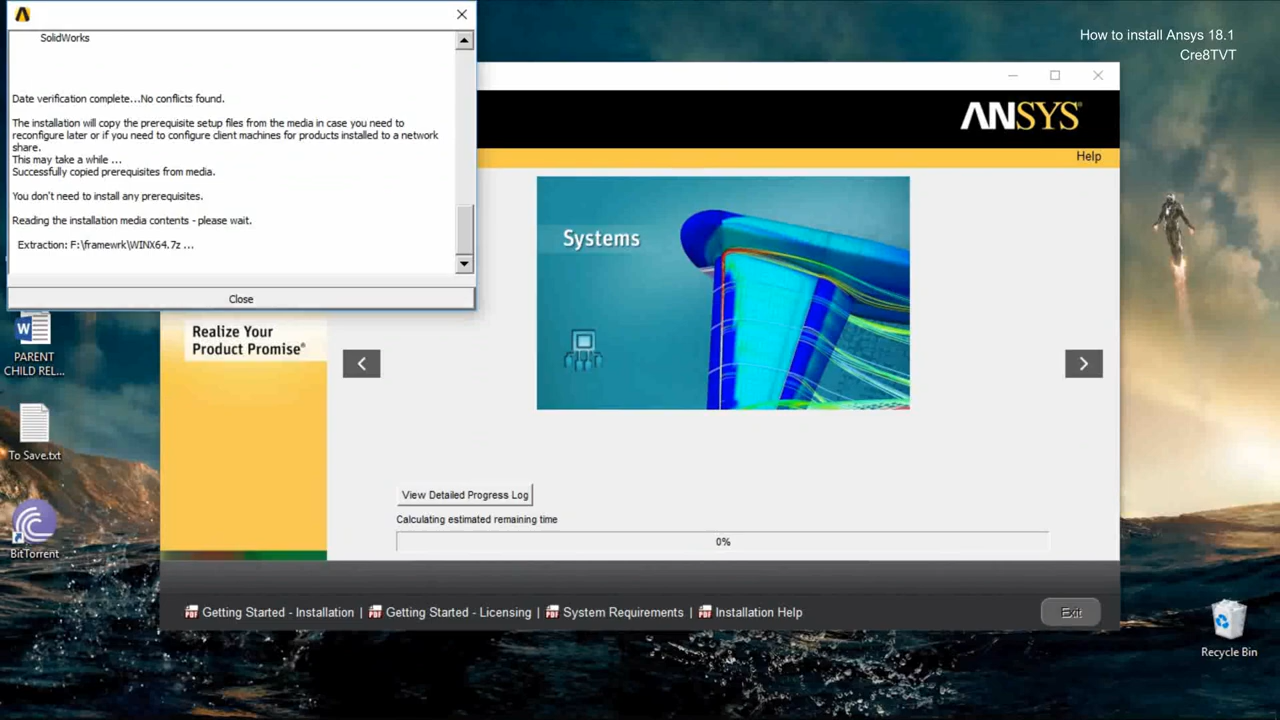 How to install Ansys 18.1
Cre8TVT
SolidWorks
Date verification complete...No conflicts found.
The installation will copy the prerequisite setup files from the media in case you need to
reconfigure later or if you need to configure client machines for products installed to a network
share.
This may take a while ...
Successfully copied prerequisites from media.
You don't need to install any prerequisites.
Reading the installation media contents - please wait.
Extraction: F:\framewrk\WINX64.7z ...
Close
ANSYS®
Help
Systems
Realize Your
Product Promise®
View Detailed Progress Log
Calculating estimated remaining time
0%
Getting Started - Installation | Getting Started - Licensing | System Requirements | Installation Help
Exit
PARENT
CHILD REL...
To Save.txt
BitTorrent
Recycle Bin